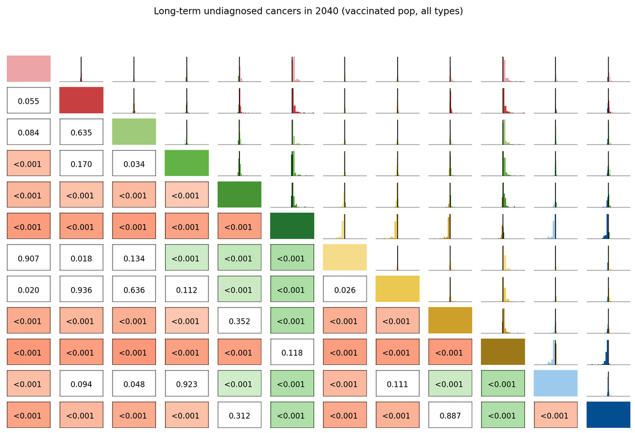 Long-term undiagnosed cancers in 2040 (vaccinated pop, all types)
0.055
0.084 0.635
<0.001 0.170 0.034
<0.001 <0.001 <0.001 <0.001
<0.001 <0.001 <0.001 <0.001 <0.001
0.907 0.018 0.134 <0.001 <0.001 <0.001
0.020 0.936 0.636 0.112 <0.001 <0.001 0.026
<0.001 <0.001 <0.001 <0.001 0.352 <0.001 <0.001 <0.001
<0.001 <0.001 <0.001 <0.001 <0.001 0.118 <0.001 <0.001 <0.001
<0.001 0.094 0.048 0.923 <0.001 <0.001 <0.001 0.111 <0.001 <0.001
<0.001 <0.001 <0.001 <0.001 0.312 <0.001 <0.001 <0.001 0.887 <0.001 <0.001